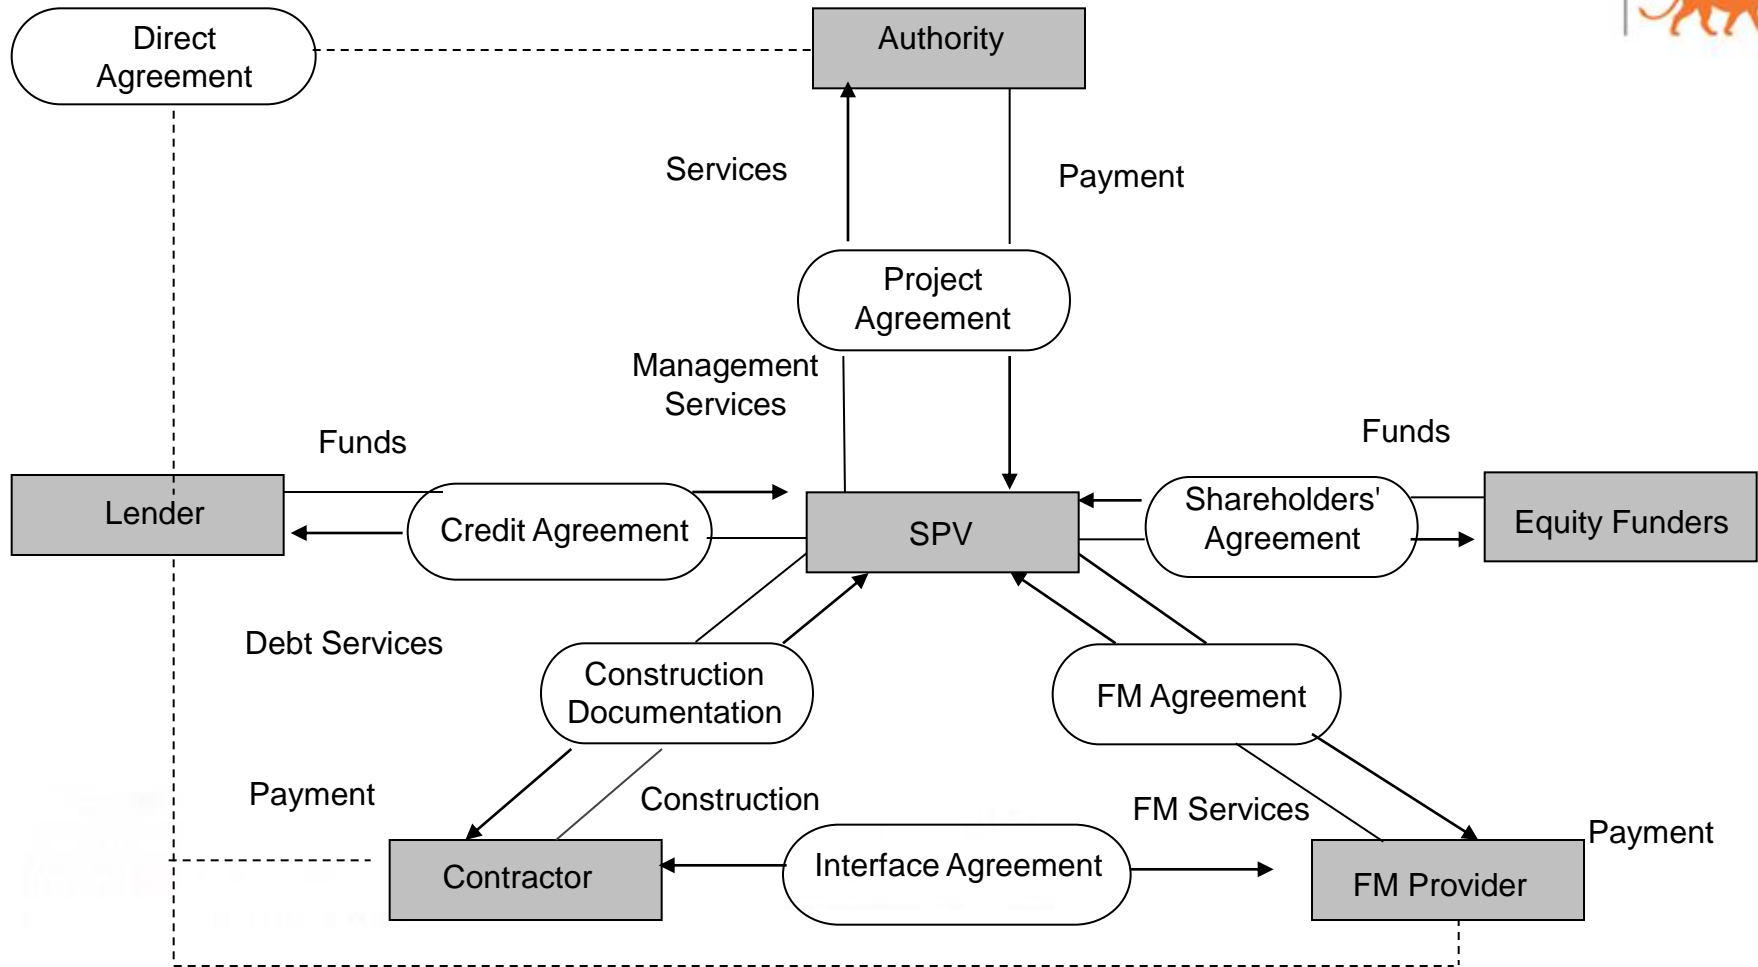 Direct
Agreement
Authority
Services
Payment
Project
Agreement
Management
Services
Funds
Funds
Lender
Credit Agreement
SPV
Shareholders'
Agreement
Equity Funders
Debt Services
Construction
Documentation
FM Agreement
Payment
Construction
FM Services
Payment
Contractor
Interface Agreement
FM Provider